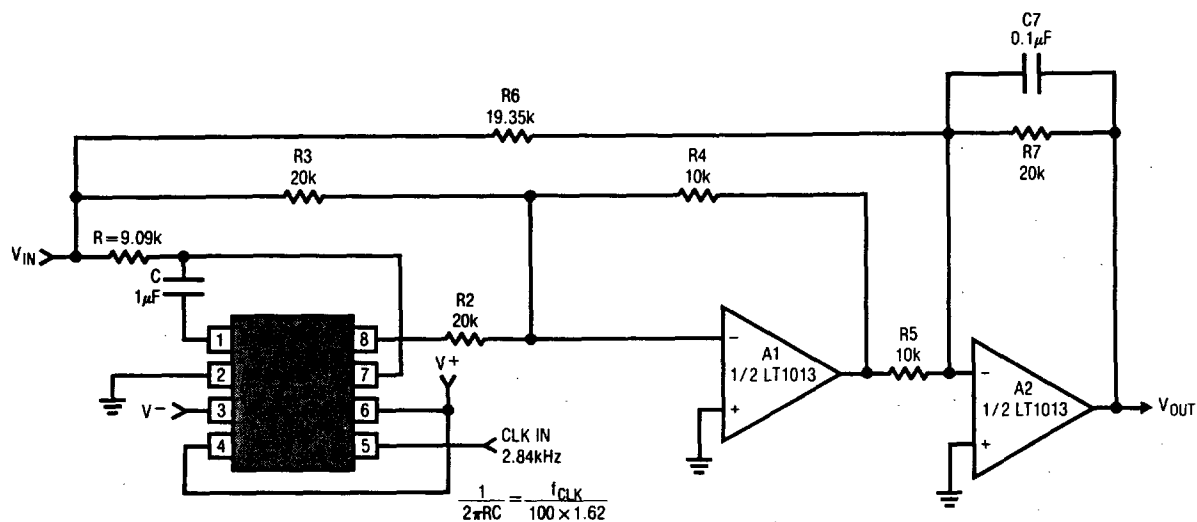 C7
0.1μF
R6
19.35k
R3
20k
R4
10k
R7
20k
R=9.09k
V_IN
C
1μF
R2
20k
1
8
2
7
3
6
4
5
V+
V−
CLK IN
2.84kHz
−
A1
1/2 LT1013
+
R5
10k
−
A2
1/2 LT1013
+
V_OUT
1/2πRC = f_CLK/100 × 1.62